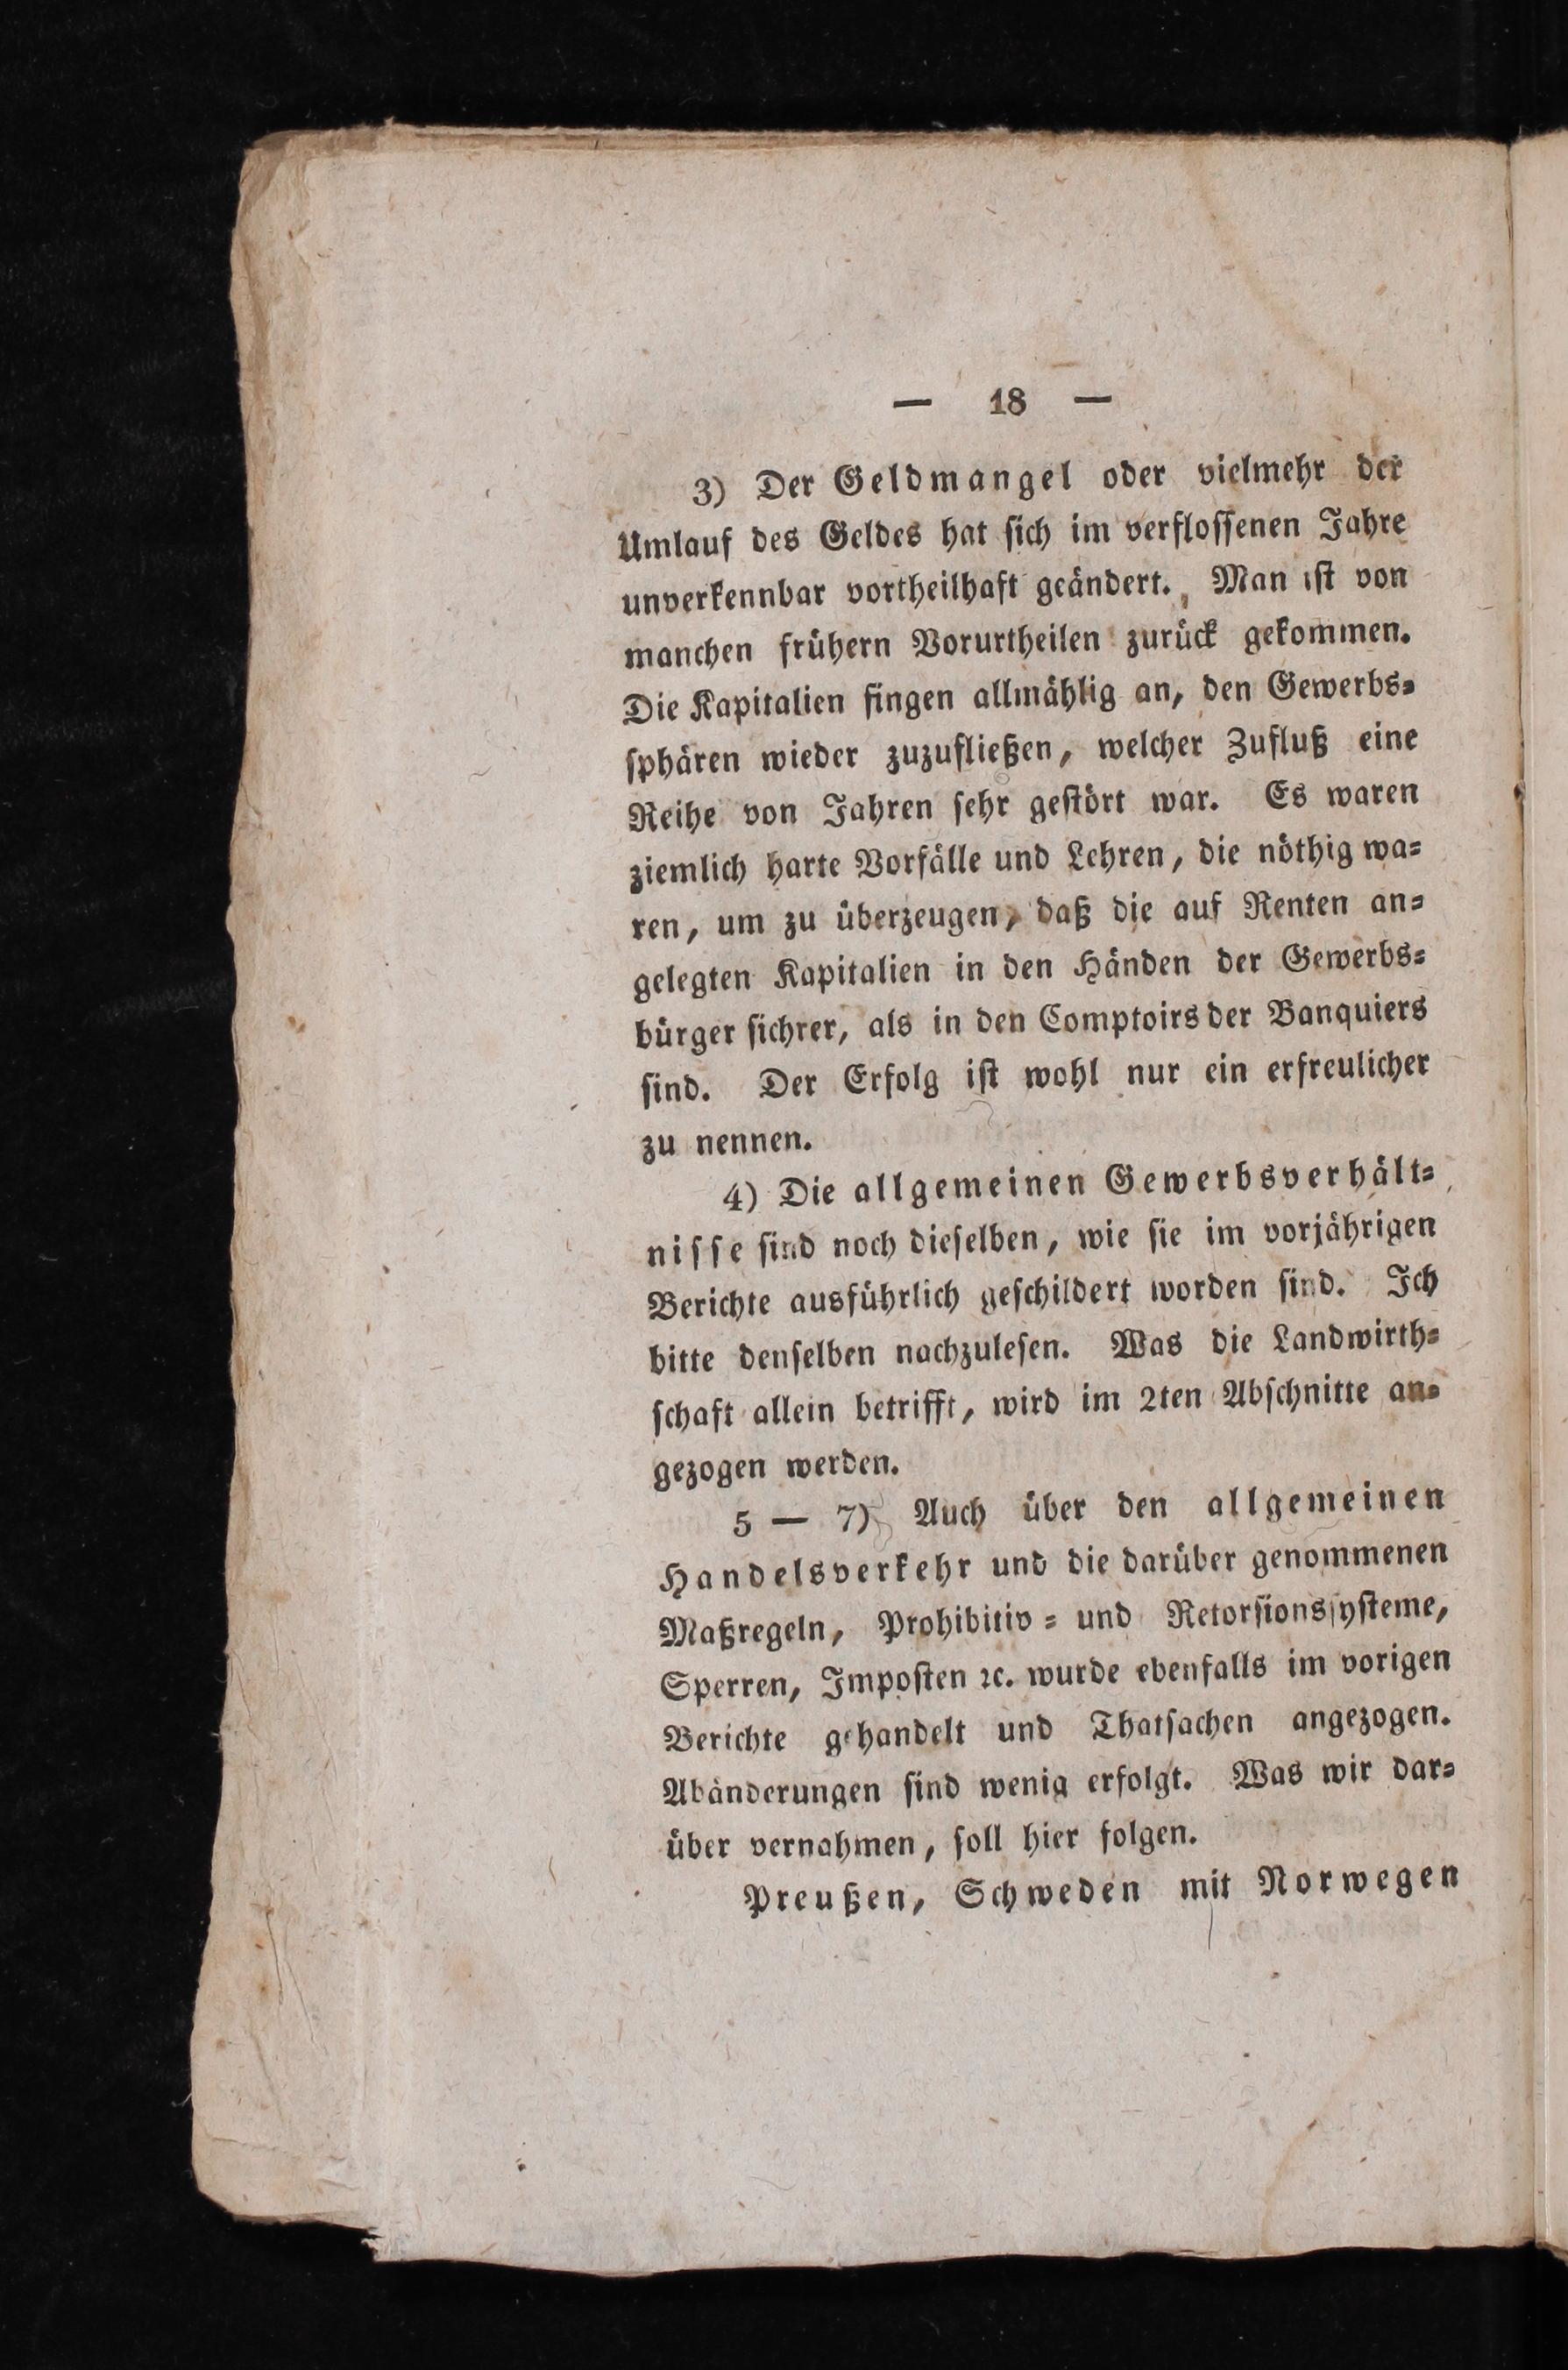 — 18 —
3) Der Geldmangel oder vielmehr der
Umlauf des Geldes hat sich im verflossenen Jahre
unverkennbar vortheilhaft geändert. Man ist von
manchen frühern Vorurtheilen zurück gekommen.
Die Kapitalien fingen allmählig an, den Gewerbs-
sphären wieder zuzufließen, welcher Zufluß eine
Reihe von Jahren sehr gestört war. Es waren
ziemlich harte Vorfälle und Lehren, die nöthig wa-
ren, um zu überzeugen, daß die auf Renten an-
gelegten Kapitalien in den Händen der Gewerbs-
bürger sichrer, als in den Comptoirs der Banquiers
sind. Der Erfolg ist wohl nur ein erfreulicher
zu nennen.
4) Die allgemeinen Gewerbsverhält-
nisse sind noch dieselben, wie sie im vorjährigen
Berichte ausführlich geschildert worden sind. Ich
bitte denselben nachzulesen. Was die Landwirth-
schaft allein betrifft, wird im 2ten Abschnitte an-
gezogen werden.
5 — 7) Auch über den allgemeinen
Handelsverkehr und die darüber genommenen
Maßregeln, Prohibitiv- und Retorsionssysteme,
Sperren, Imposten ꝛc. wurde ebenfalls im vorigen
Berichte gehandelt und Thatsachen angezogen.
Abänderungen sind wenig erfolgt. Was wir dar-
über vernahmen, soll hier folgen.
Preußen, Schweden mit Norwegen